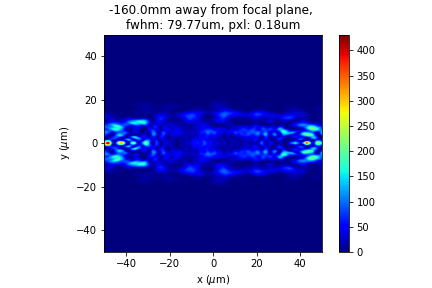 -160.0mm away from focal plane,
fwhm: 79.77um, pxl: 0.18um
40
20
0
−20
−40
y (μm)
−40 −20 0 20 40
x (μm)
400
350
300
250
200
150
100
50
0